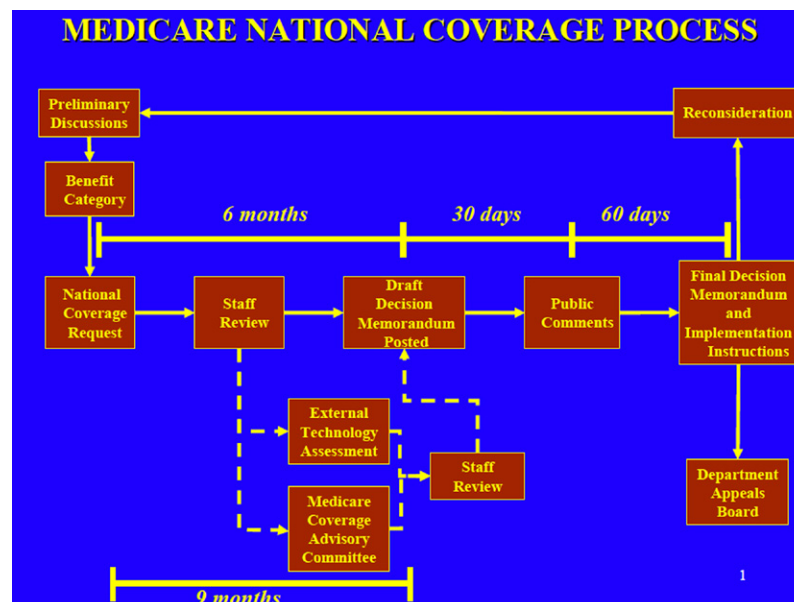 MEDICARE NATIONAL COVERAGE PROCESS
Preliminary
Discussions
Reconsideration
Benefit
Category
6 months
30 days
60 days
National
Coverage
Request
Staff
Review
Draft
Decision
Memorandum
Posted
Public
Comments
Final Decision
Memorandum
and
Implementation
Instructions
External
Technology
Assessment
Staff
Review
Medicare
Coverage
Advisory
Committee
Department
Appeals
Board
9 months
1